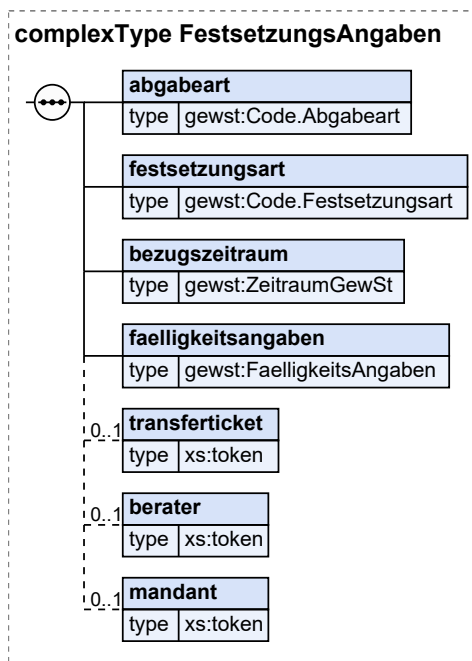 complexType FestsetzungsAngaben
abgabeart
type gewst:Code.Abgabeart
festsetzungsart
type gewst:Code.Festsetzungsart
bezugszeitraum
type gewst:ZeitraumGewSt
faelligkeitsangaben
type gewst:FaelligkeitsAngaben
0..1 transferticket
type xs:token
0..1 berater
type xs:token
0..1 mandant
type xs:token